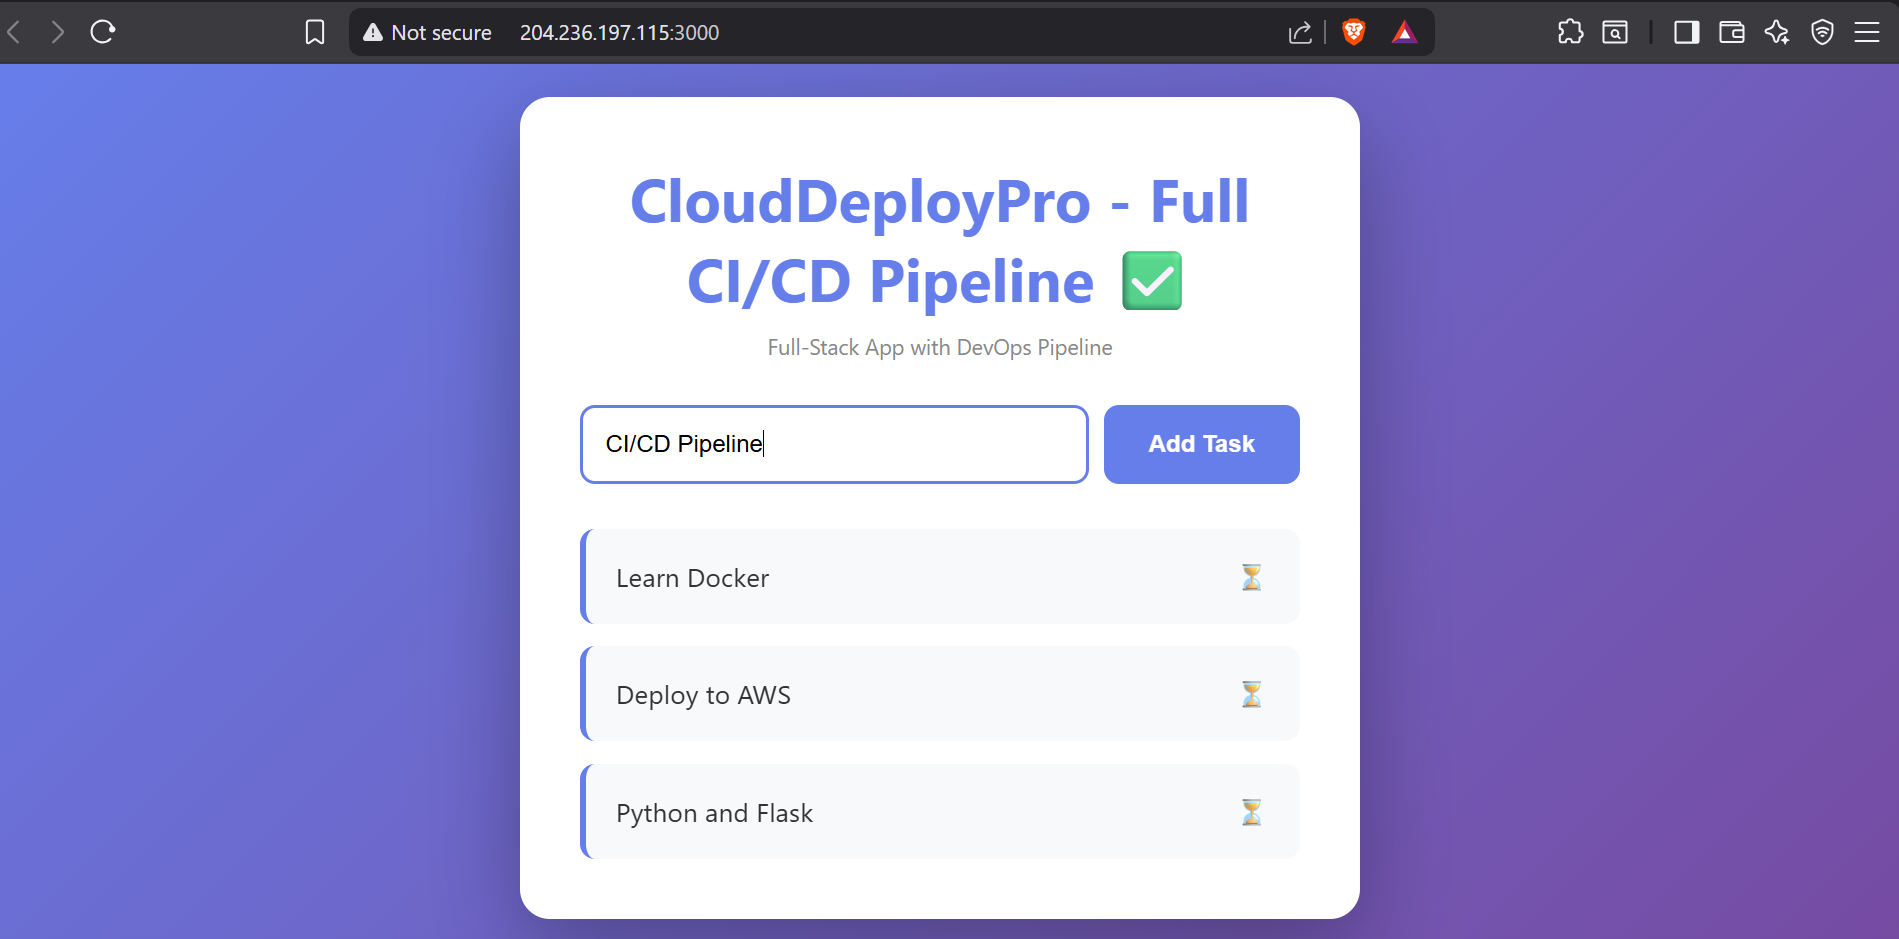 Not secure 204.236.197.115:3000
CloudDeployPro - Full
CI/CD Pipeline ✅
Full-Stack App with DevOps Pipeline
CI/CD Pipeline
Add Task
Learn Docker ⏳
Deploy to AWS ⏳
Python and Flask ⏳